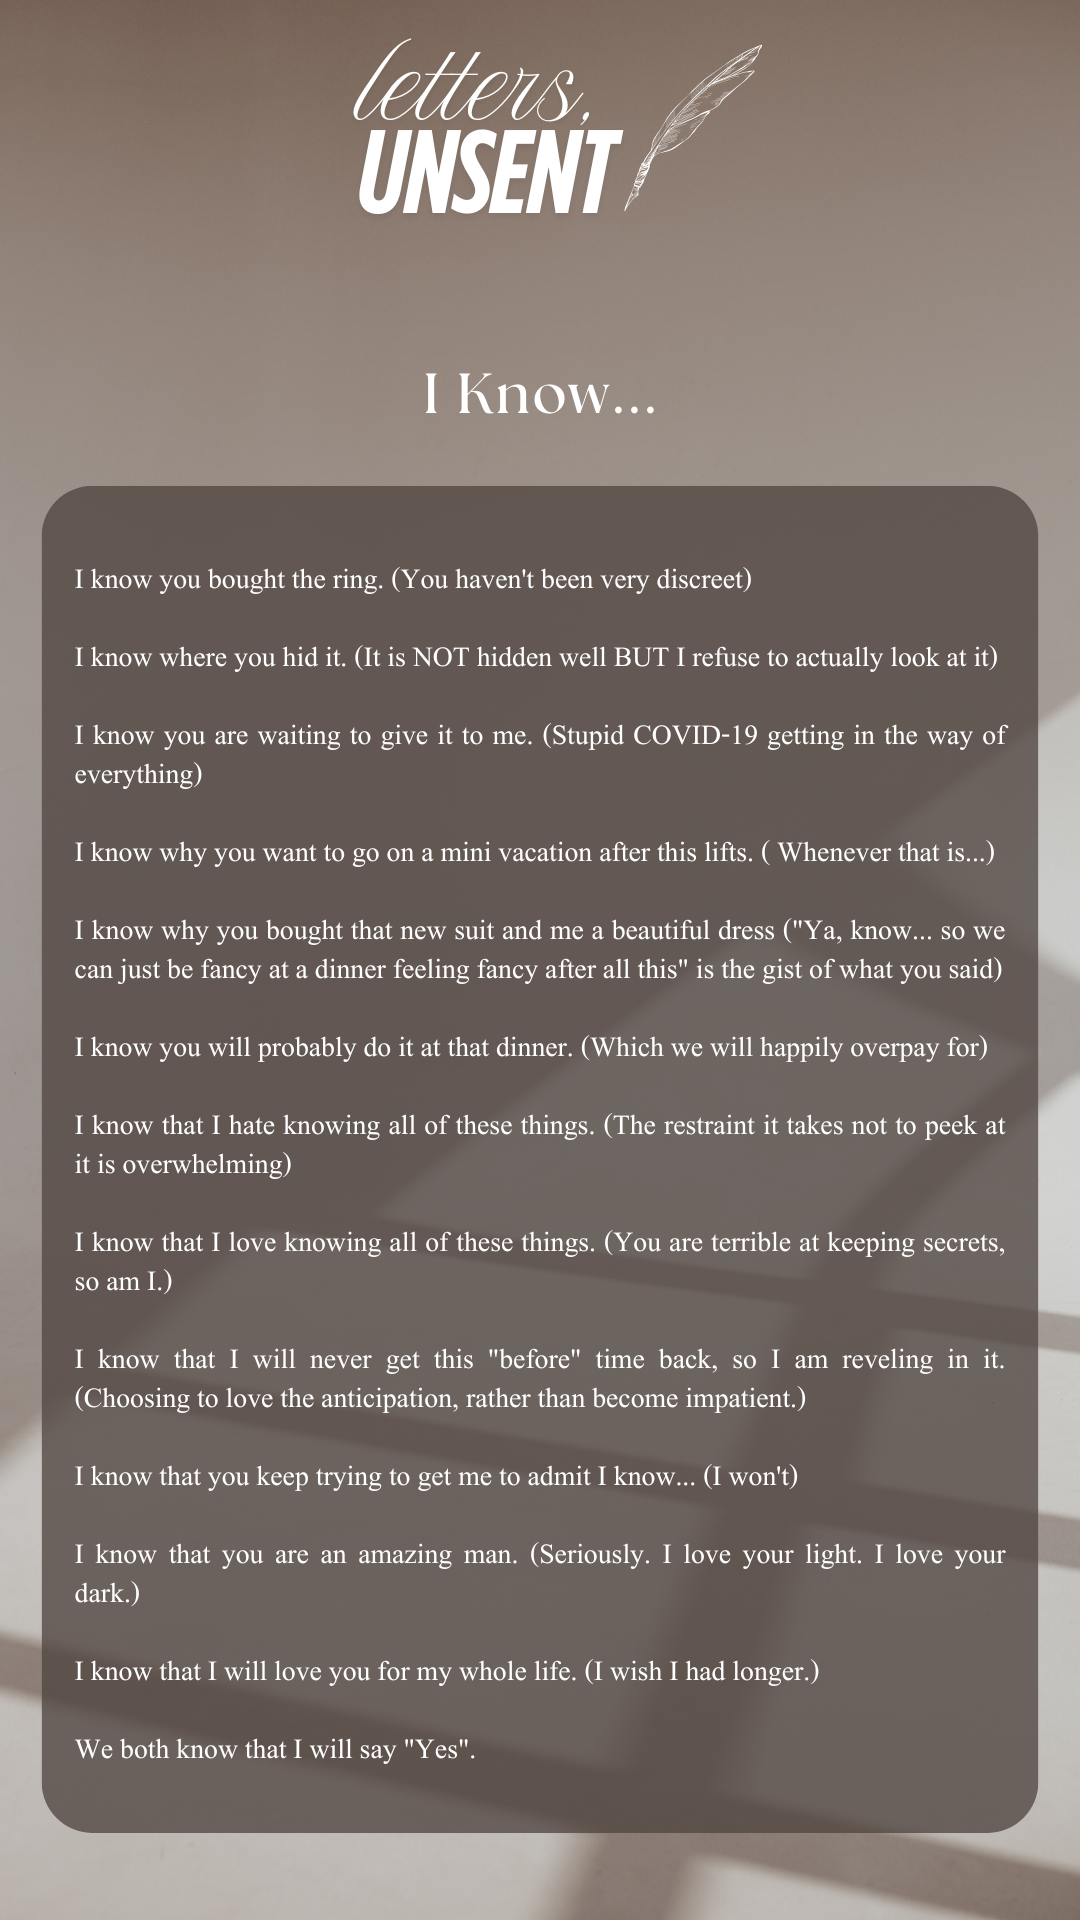 letters,
UNSENT
I Know...
I know you bought the ring. (You haven't been very discreet)
I know where you hid it. (It is NOT hidden well BUT I refuse to actually look at it)
I know you are waiting to give it to me. (Stupid COVID-19 getting in the way of
everything)
I know why you want to go on a mini vacation after this lifts. ( Whenever that is...)
I know why you bought that new suit and me a beautiful dress ("Ya, know... so we
can just be fancy at a dinner feeling fancy after all this" is the gist of what you said)
I know you will probably do it at that dinner. (Which we will happily overpay for)
I know that I hate knowing all of these things. (The restraint it takes not to peek at
it is overwhelming)
I know that I love knowing all of these things. (You are terrible at keeping secrets,
so am I.)
I know that I will never get this "before" time back, so I am reveling in it.
(Choosing to love the anticipation, rather than become impatient.)
I know that you keep trying to get me to admit I know... (I won't)
I know that you are an amazing man. (Seriously. I love your light. I love your
dark.)
I know that I will love you for my whole life. (I wish I had longer.)
We both know that I will say "Yes".